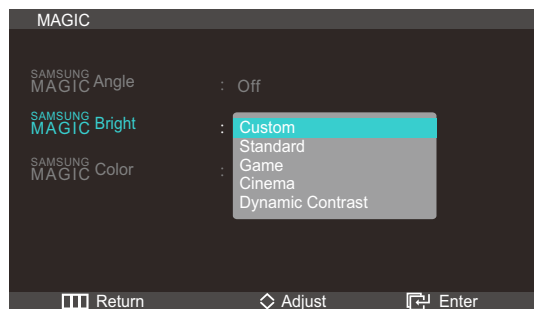 MAGIC
SAMSUNG
MAGIC Angle : Off
SAMSUNG
MAGIC Bright : Custom
Standard
Game
Cinema
Dynamic Contrast
SAMSUNG
MAGIC Color :
Return Adjust Enter